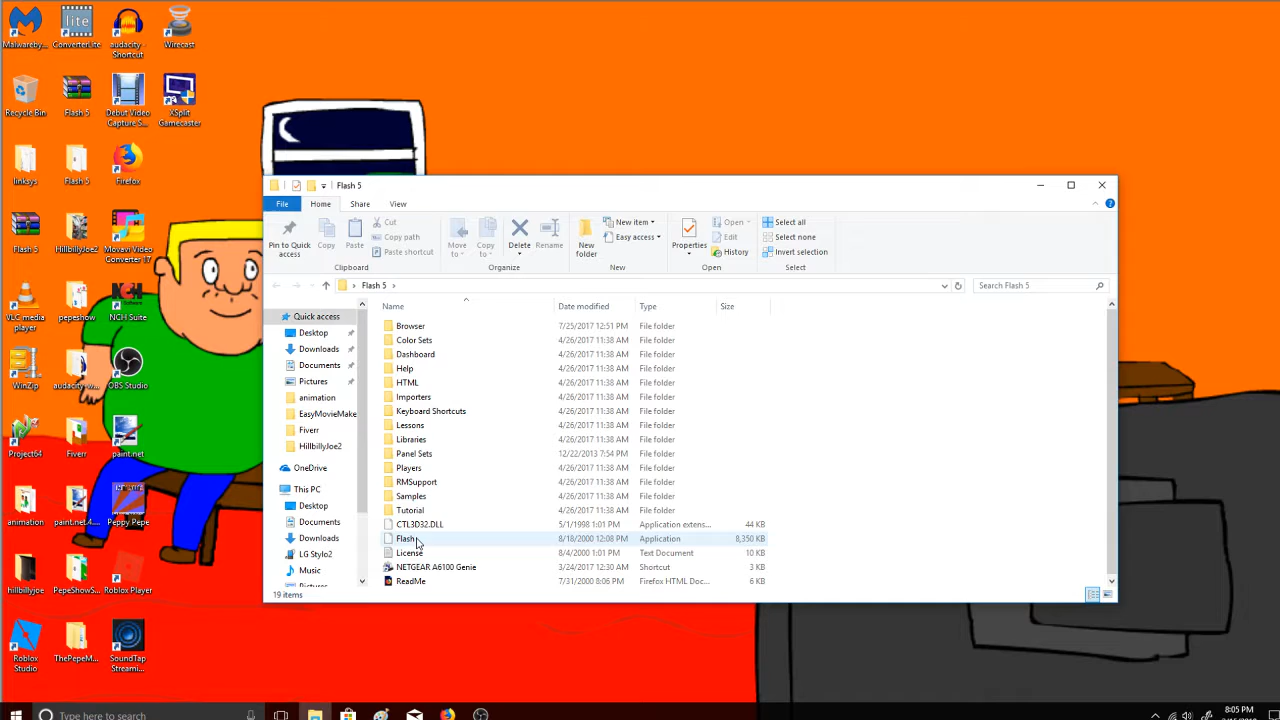 Malwareby...
ConverterLite
audacity - Shortcut
Wirecast
lite
Recycle Bin
Flash 5
Debut Video Capture S...
XSplit Gamecaster
linksys
Flash 5
Firefox
Flash 5
HillbillyJoe2
Movavi Video Converter 17
VLC media player
pepeshow
NCH Suite
NCH
WinZip
audacity-w...
OBS Studio
Project64
Fiverr
paint.net
animation
paint.net.4....
Peppy Pepe
hillbillyjoe
PepeShowS...
Roblox Player
Roblox Studio
ThePepeM...
SoundTap Streami...
Flash 5
File
Home
Share
View
Pin to Quick access
Copy
Paste
Cut
Copy path
Paste shortcut
Clipboard
Move to
Copy to
Delete
Rename
Organize
New folder
New item
Easy access
New
Properties
Open
Edit
History
Open
Select all
Select none
Invert selection
Select
Flash 5
Search Flash 5
Quick access
Desktop
Downloads
Documents
Pictures
animation
EasyMovieMake
Fiverr
HillbillyJoe2
OneDrive
This PC
Desktop
Documents
Downloads
LG Stylo2
Music
Pictures
Name Date modified Type Size
Browser 7/25/2017 12:51 PM File folder
Color Sets 4/26/2017 11:38 AM File folder
Dashboard 4/26/2017 11:38 AM File folder
Help 4/26/2017 11:38 AM File folder
HTML 4/26/2017 11:38 AM File folder
Importers 4/26/2017 11:38 AM File folder
Keyboard Shortcuts 4/26/2017 11:38 AM File folder
Lessons 4/26/2017 11:38 AM File folder
Libraries 4/26/2017 11:38 AM File folder
Panel Sets 12/22/2013 7:54 PM File folder
Players 4/26/2017 11:38 AM File folder
RMSupport 4/26/2017 11:38 AM File folder
Samples 4/26/2017 11:38 AM File folder
Tutorial 4/26/2017 11:38 AM File folder
CTL3D32.DLL 5/1/1998 1:01 PM Application extens... 44 KB
Flash 8/18/2000 12:08 PM Application 8,350 KB
License 8/4/2000 1:01 PM Text Document 10 KB
NETGEAR A6100 Genie 3/24/2017 12:30 AM Shortcut 3 KB
ReadMe 7/31/2000 8:06 PM Firefox HTML Doc... 6 KB
19 items
Type here to search
8:05 PM